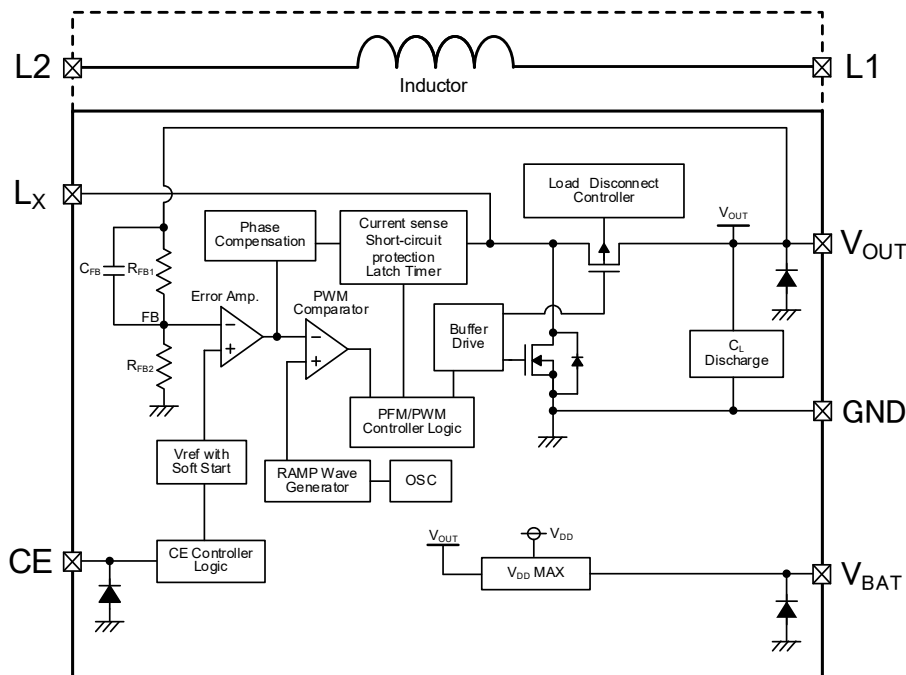 L2
L1
Inductor
LX
Load Disconnect
Controller
Phase
Compensation
Current sense
Short-circuit
protection
Latch Timer
VOUT
VOUT
CFB
RFB1
Error Amp.
PWM
Comparator
FB
Buffer
Drive
CL
Discharge
RFB2
PFM/PWM
Controller Logic
GND
Vref with
Soft Start
RAMP Wave
Generator
OSC
CE
CE Controller
Logic
VOUT
VDD
VDD MAX
VBAT